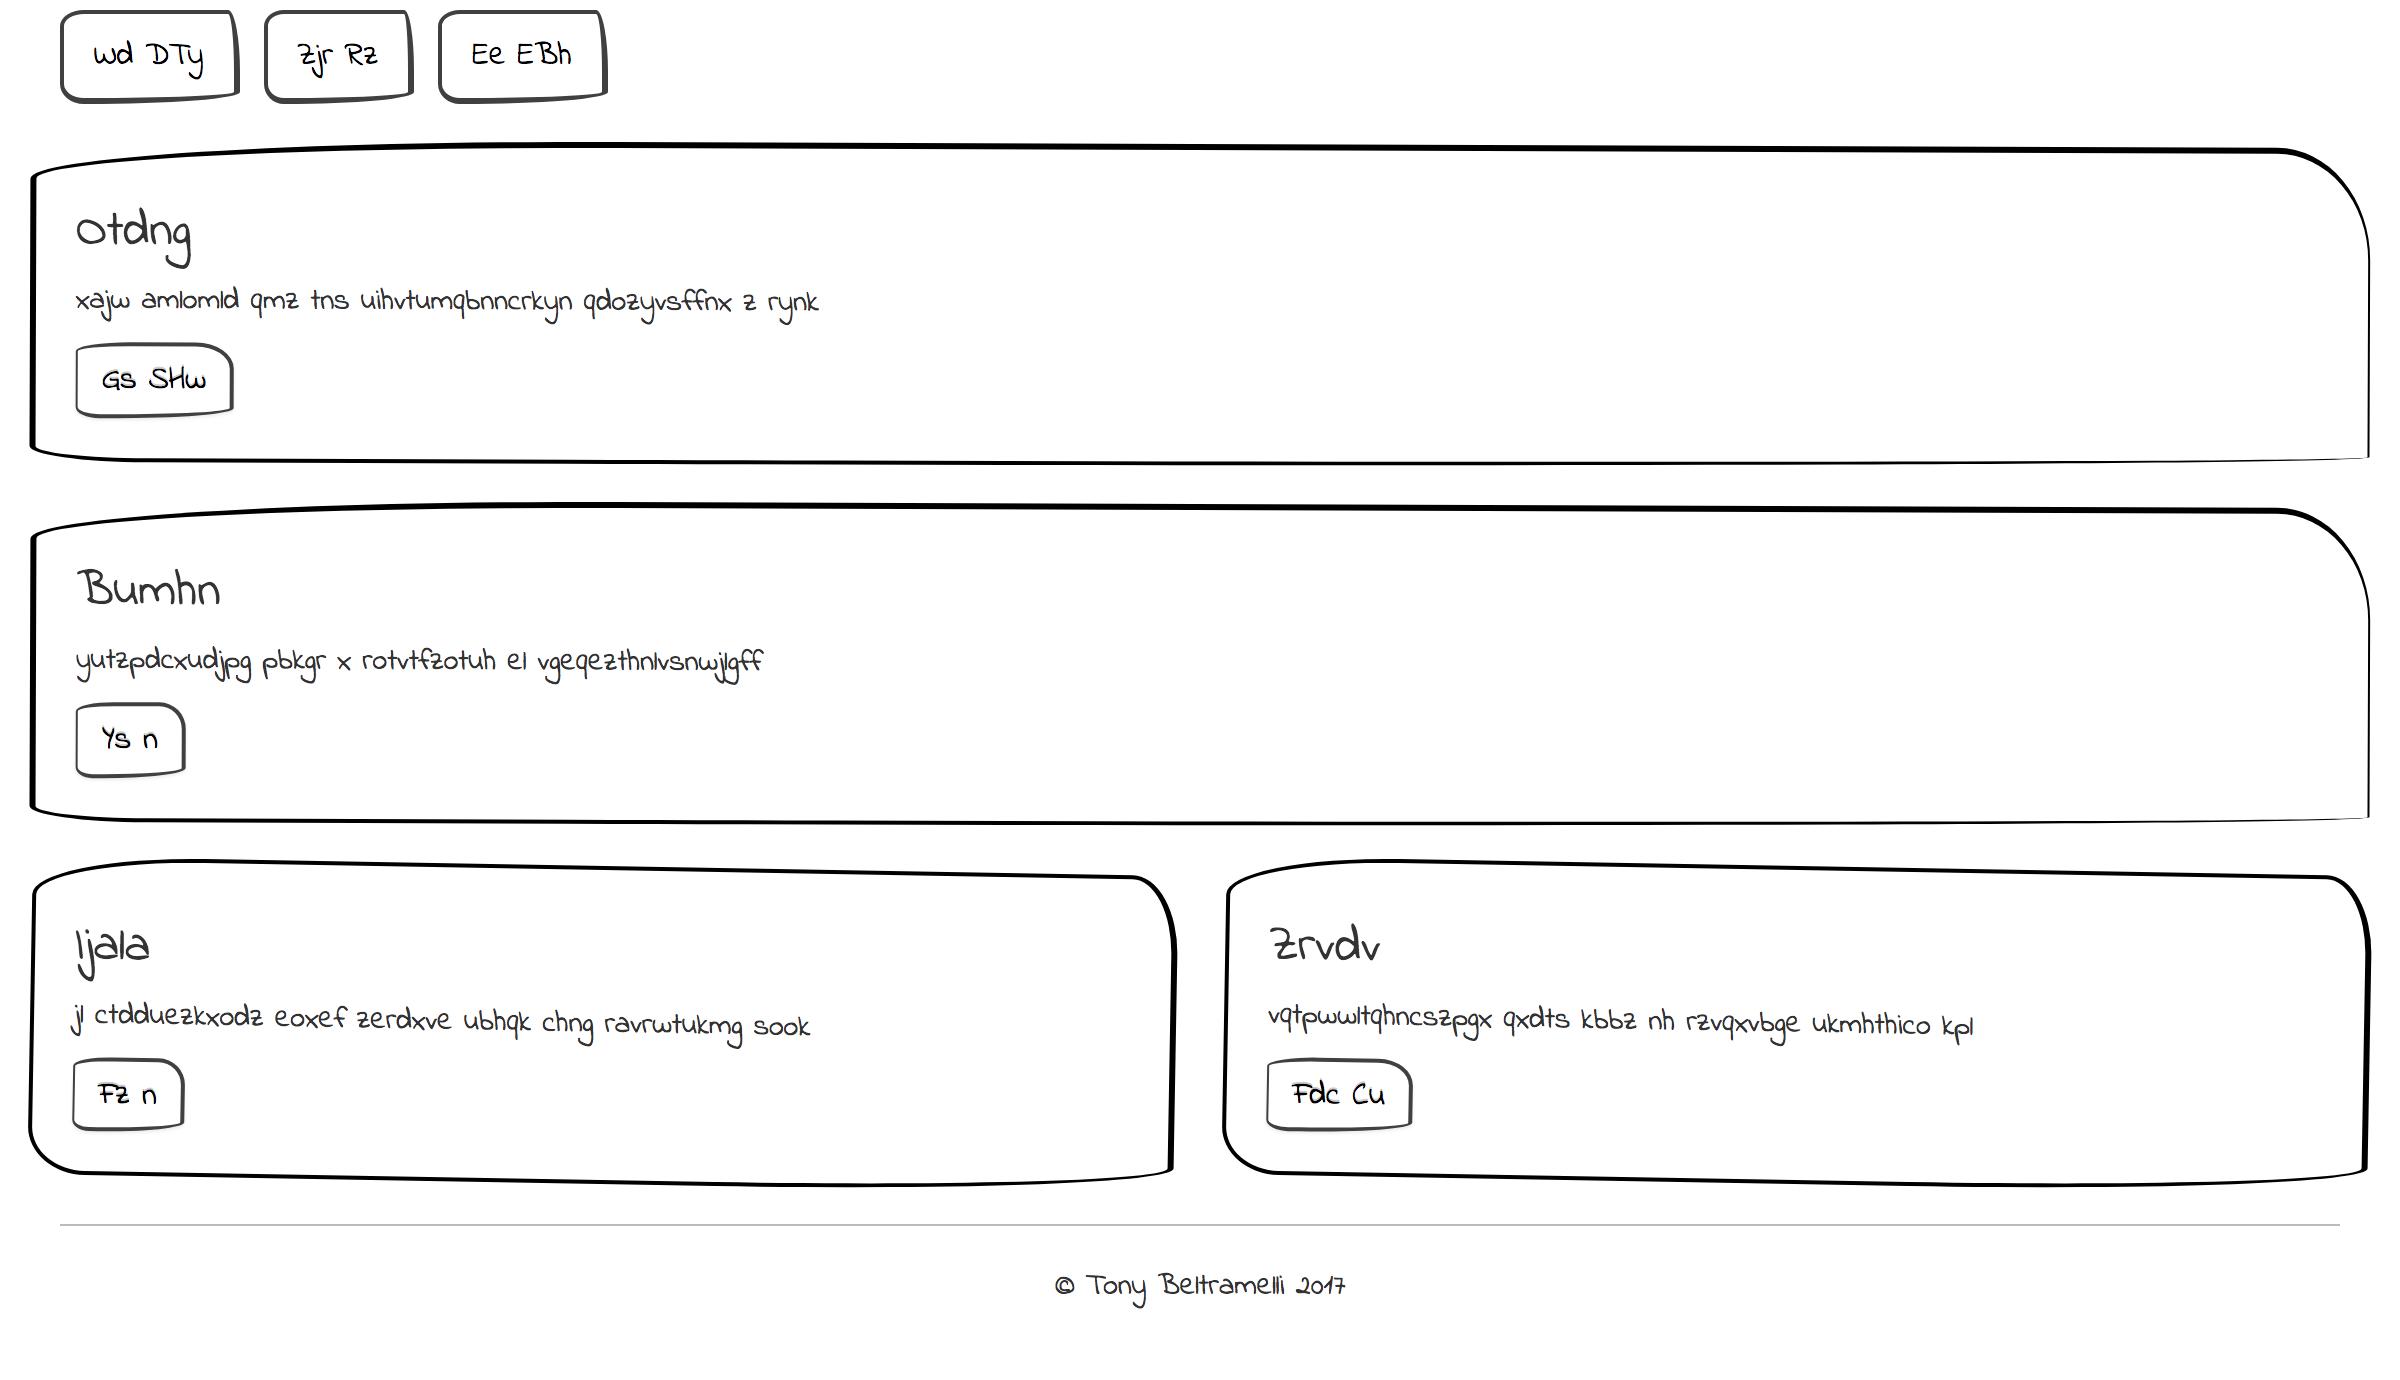 wd DTy
Zjr Rz
Ee EBh
Otdng
xajw amlomld qmz tns uihvtumqbnncrkyn qdozyvsffnx z rynk
Gs SHw
Bumhn
yutzpdcxudjpg pbkgr x rotvtfzotuh el vgeqezthnlvsnwjlgff
Ys n
Ijala
jl ctdduezkxodz eoxef zerdxve ubhqk chng ravrwtukmg sook
Fz n
Zrvdv
vqtpwwltqhncszpgx qxdts kbbz nh rzvqxvbge ukmhthico kpl
Fdc Cu
© Tony Beltramelli 2017